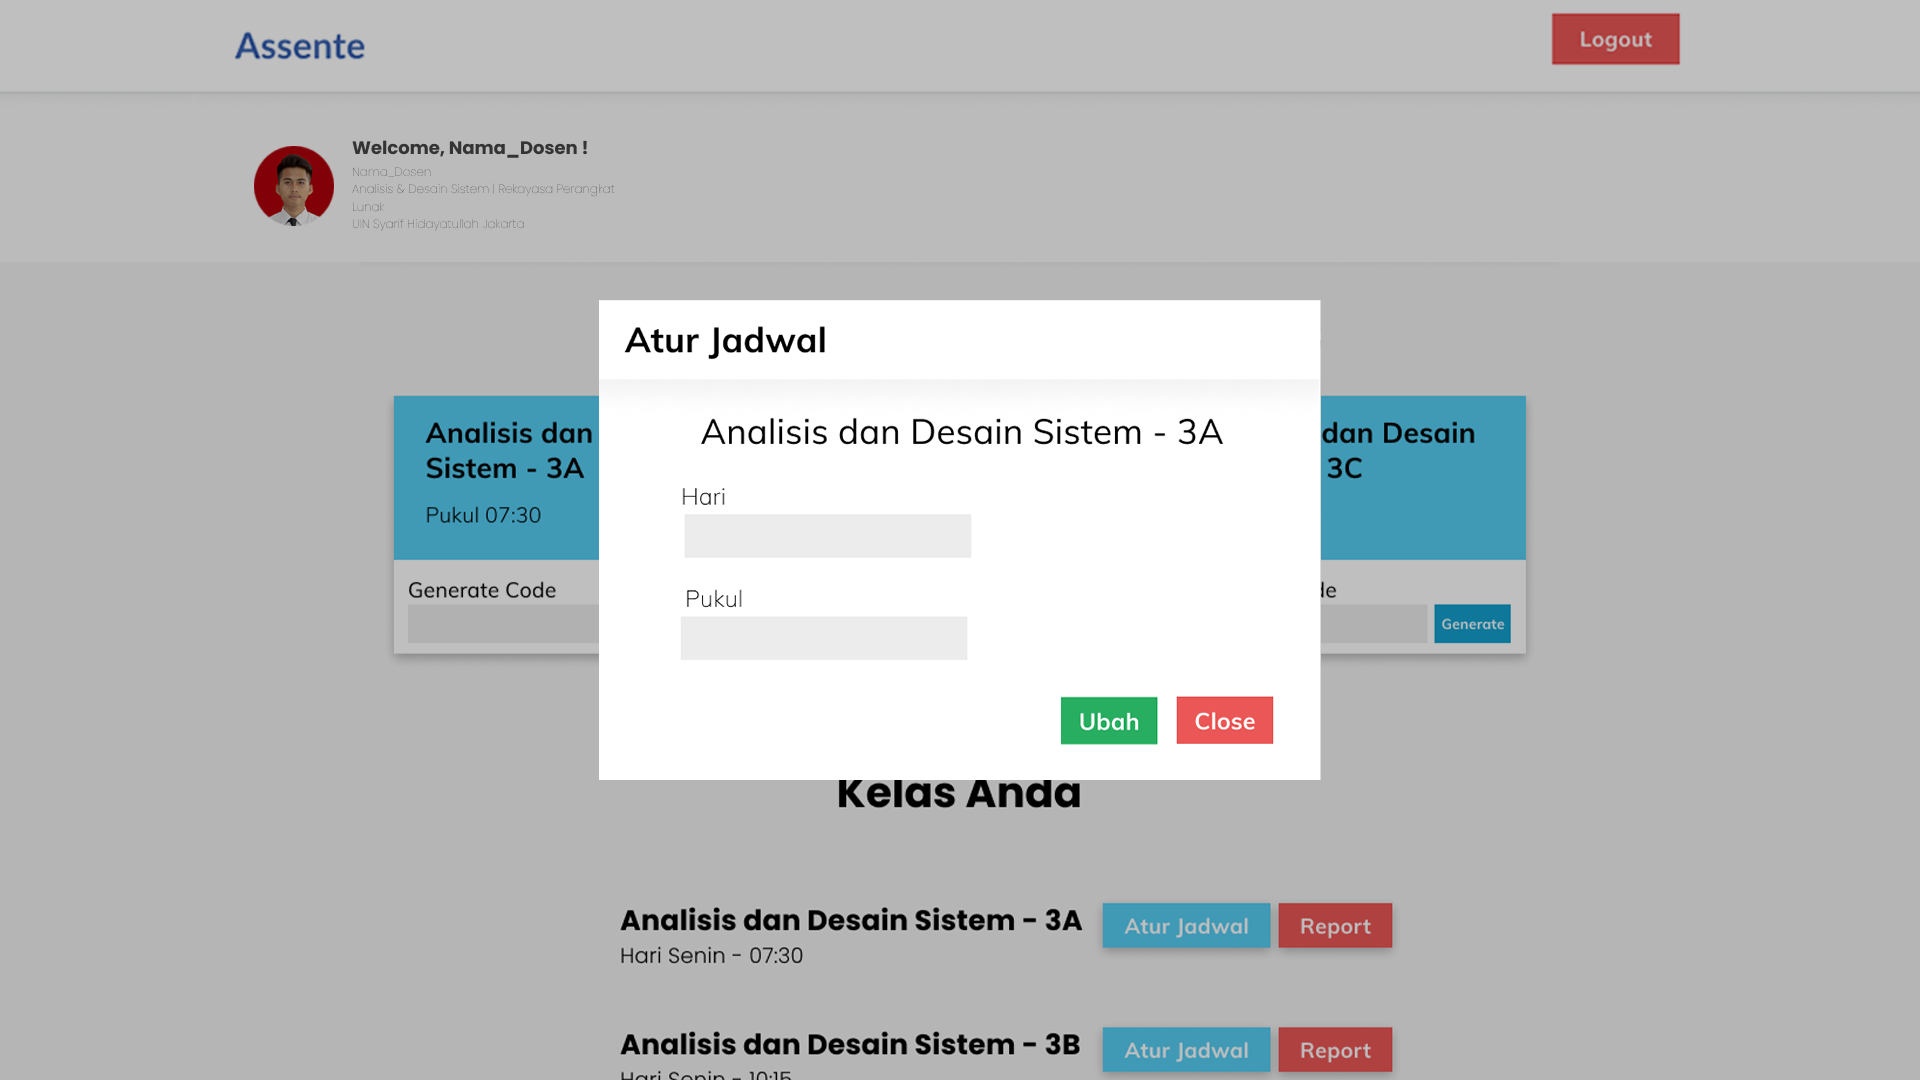 Assente
Logout
Welcome, Nama_Dosen !
Nama_Dosen
Analisis & Desain Sistem | Rekayasa Perangkat
Lunak
UIN Syarif Hidayatullah Jakarta
Atur Jadwal
Analisis dan Desain Sistem - 3A
Hari
Pukul
Ubah
Close
Analisis dan
Sistem - 3A
Pukul 07:30
Generate Code
dan Desain
3C
de
Generate
Kelas Anda
Analisis dan Desain Sistem - 3A
Hari Senin - 07:30
Atur Jadwal
Report
Analisis dan Desain Sistem - 3B
Hari Senin - 10:15
Atur Jadwal
Report